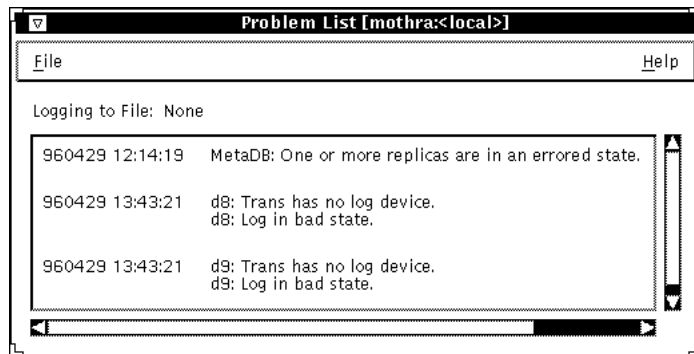 Problem List [mothra:<local>]
File Help
Logging to File: None
960429 12:14:19 MetaDB: One or more replicas are in an errored state.
960429 13:43:21 d8: Trans has no log device.
d8: Log in bad state.
960429 13:43:21 d9: Trans has no log device.
d9: Log in bad state.